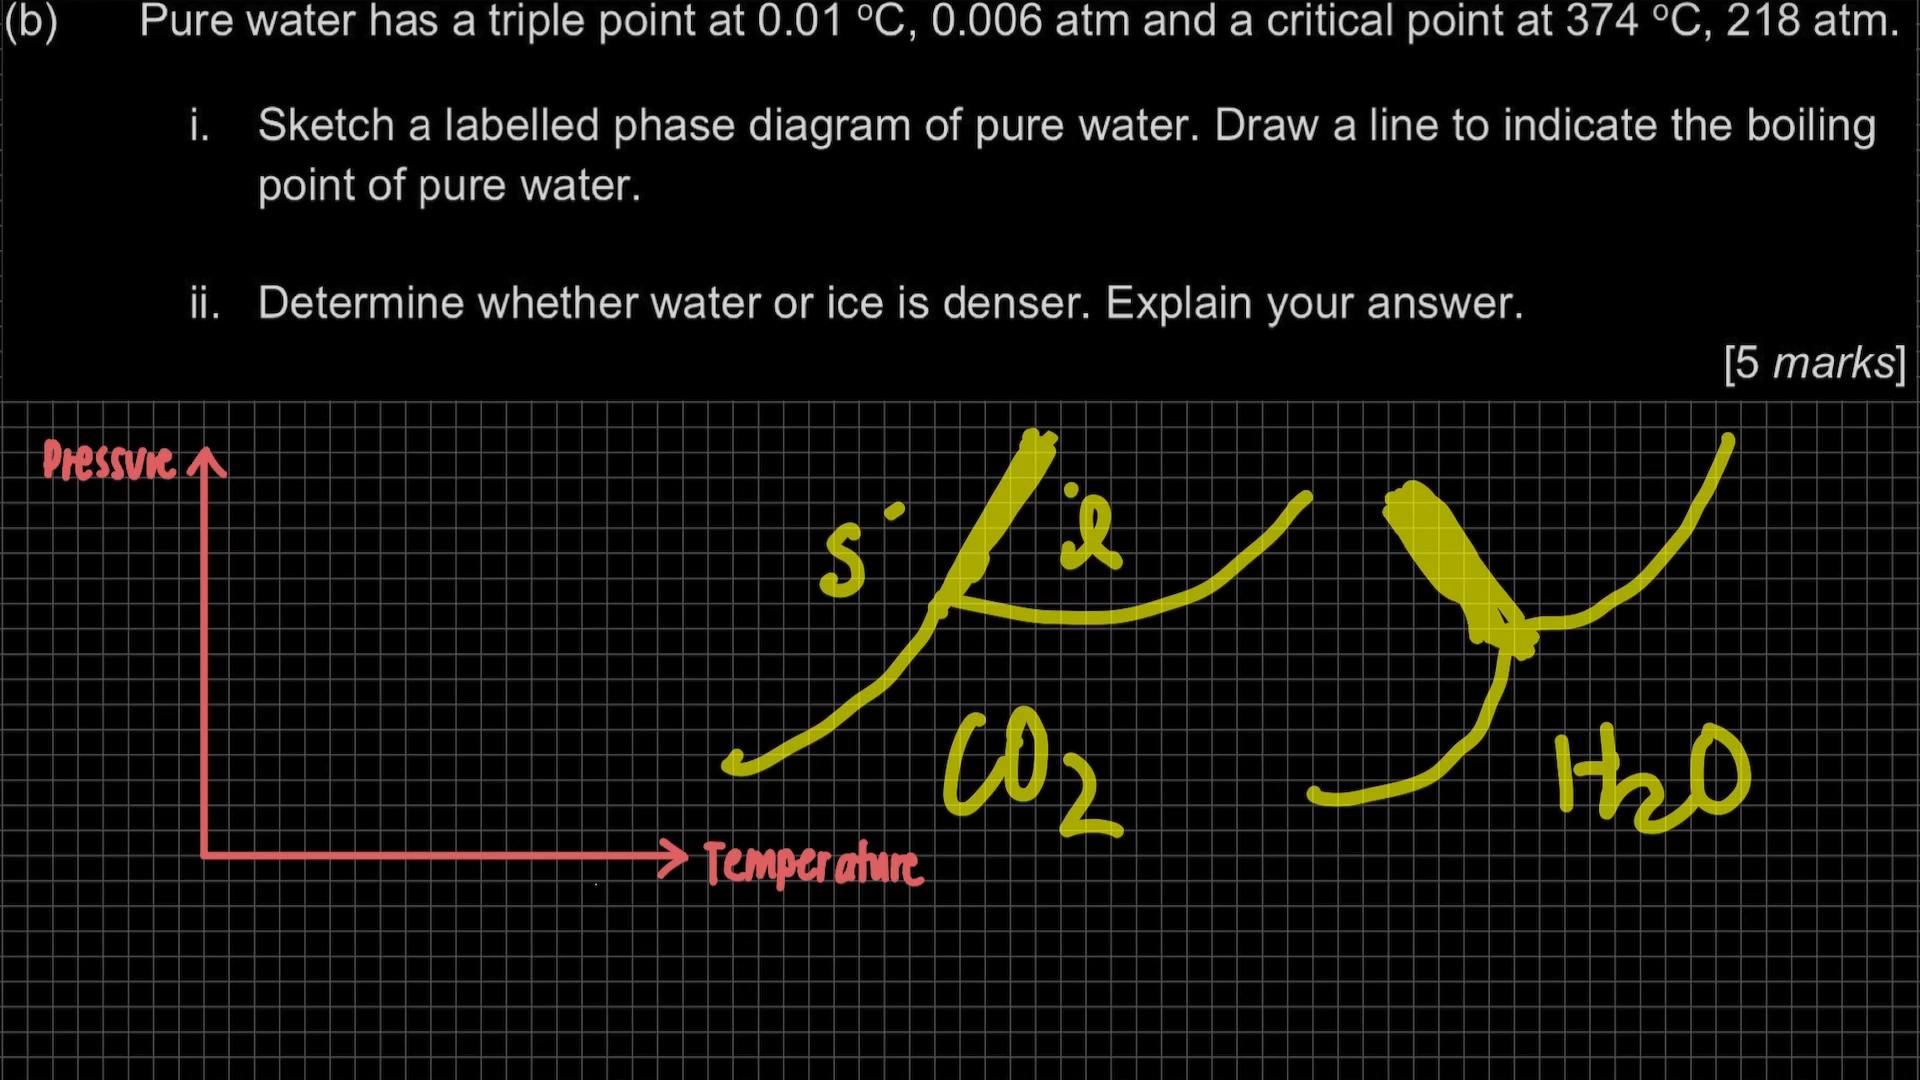 (b) Pure water has a triple point at 0.01 ⁰C, 0.006 atm and a critical point at 374 ⁰C, 218 atm.
i. Sketch a labelled phase diagram of pure water. Draw a line to indicate the boiling
point of pure water.
ii. Determine whether water or ice is denser. Explain your answer.
[5 marks]
Pressure
s l
CO2 H2O
Temperature